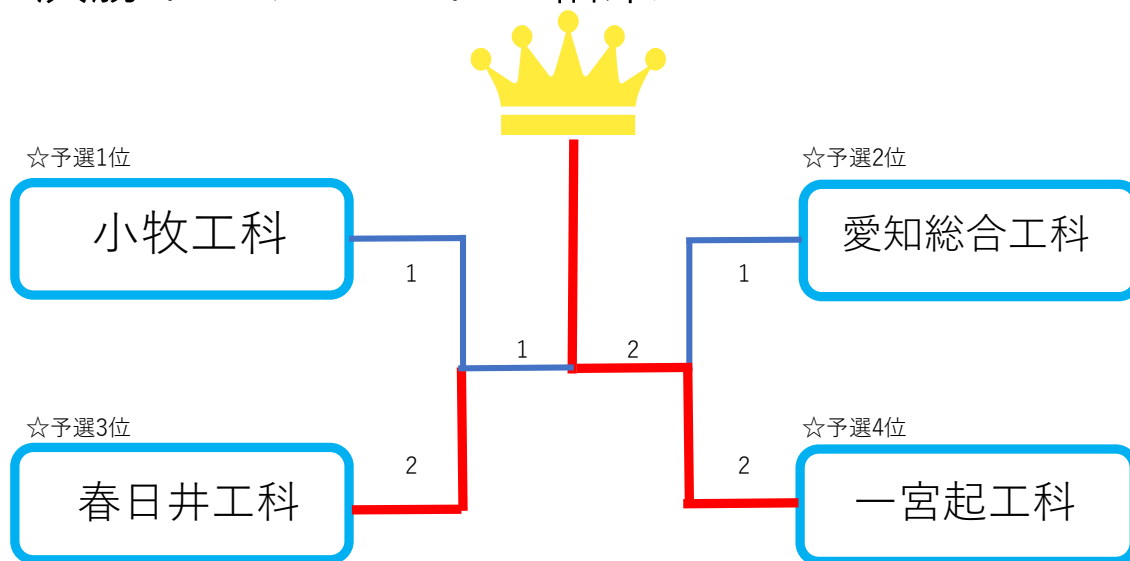 ☆予選1位
☆予選2位
小牧工科
愛知総合工科
1
1
1
2
☆予選3位
☆予選4位
2
2
春日井工科
一宮起工科